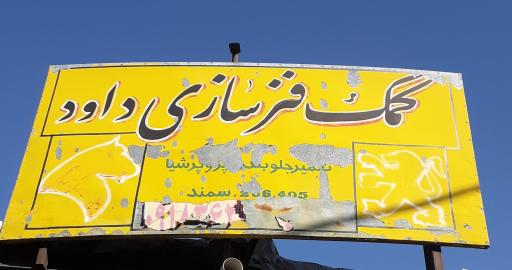 کمک فنرسازی داود
تعمیر جلوبندی پژو پرشیا
206.405.سمند